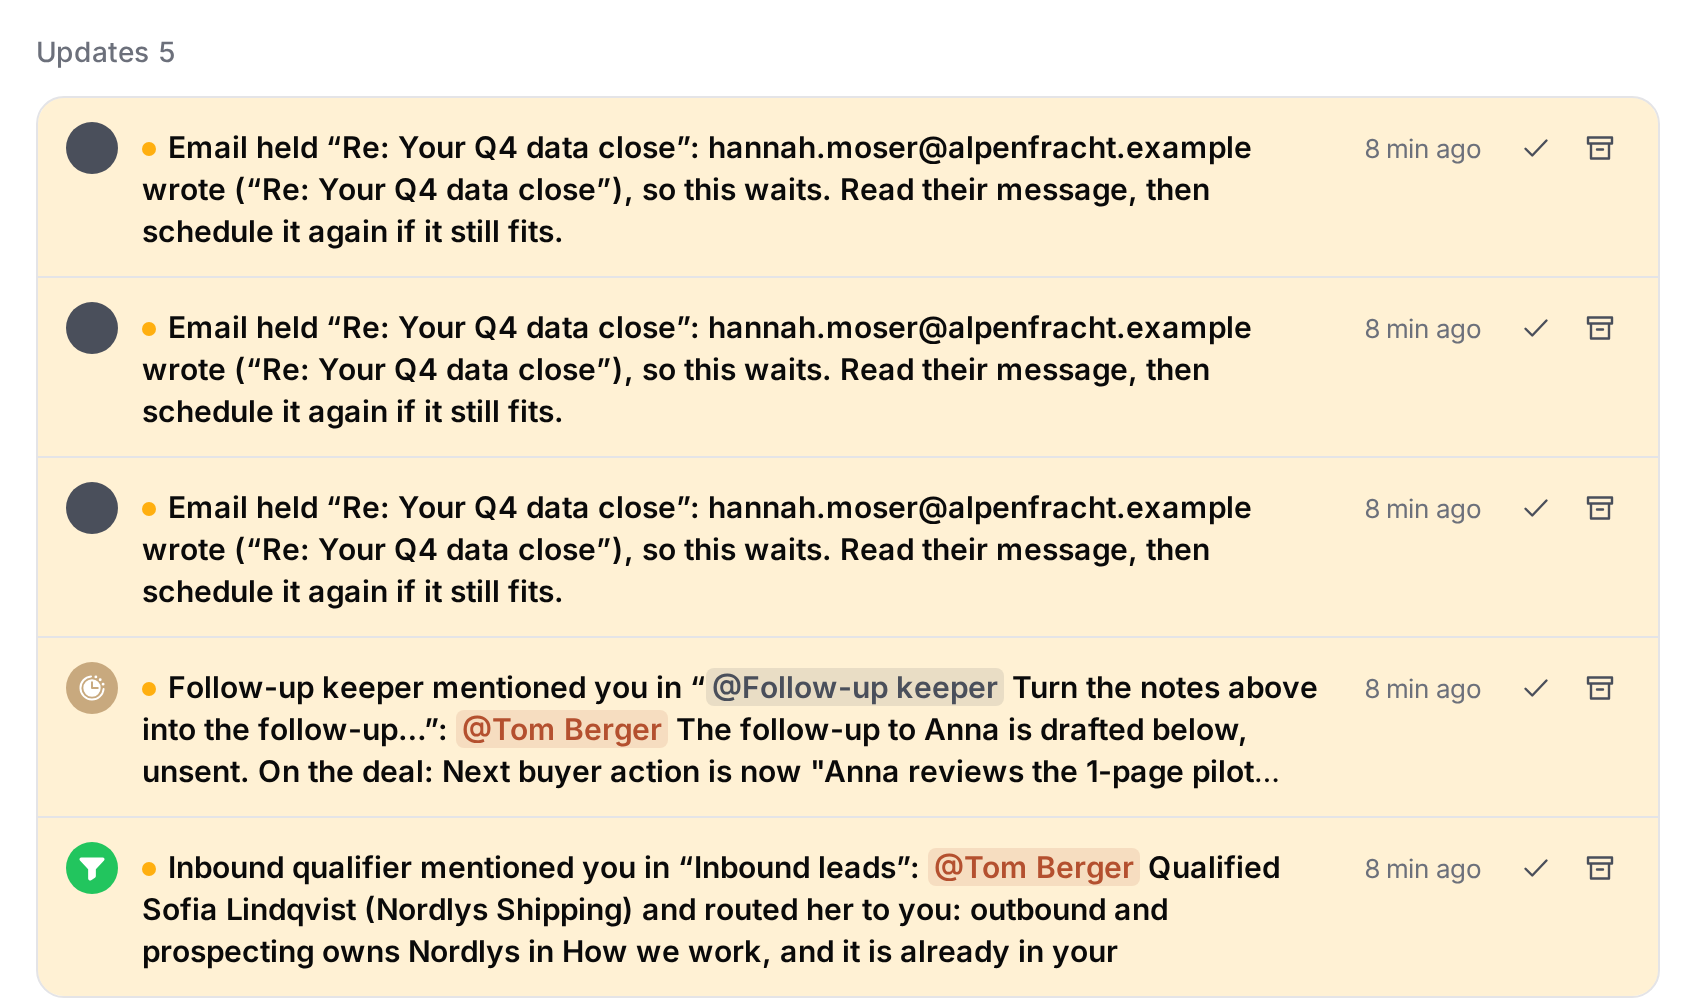 Updates 5
Email held “Re: Your Q4 data close”: hannah.moser@alpenfracht.example 8 min ago
wrote (“Re: Your Q4 data close”), so this waits. Read their message, then
schedule it again if it still fits.
Email held “Re: Your Q4 data close”: hannah.moser@alpenfracht.example 8 min ago
wrote (“Re: Your Q4 data close”), so this waits. Read their message, then
schedule it again if it still fits.
Email held “Re: Your Q4 data close”: hannah.moser@alpenfracht.example 8 min ago
wrote (“Re: Your Q4 data close”), so this waits. Read their message, then
schedule it again if it still fits.
Follow-up keeper mentioned you in “@Follow-up keeper Turn the notes above 8 min ago
into the follow-up…”: @Tom Berger The follow-up to Anna is drafted below,
unsent. On the deal: Next buyer action is now "Anna reviews the 1-page pilot…
Inbound qualifier mentioned you in “Inbound leads”: @Tom Berger Qualified 8 min ago
Sofia Lindqvist (Nordlys Shipping) and routed her to you: outbound and
prospecting owns Nordlys in How we work, and it is already in your